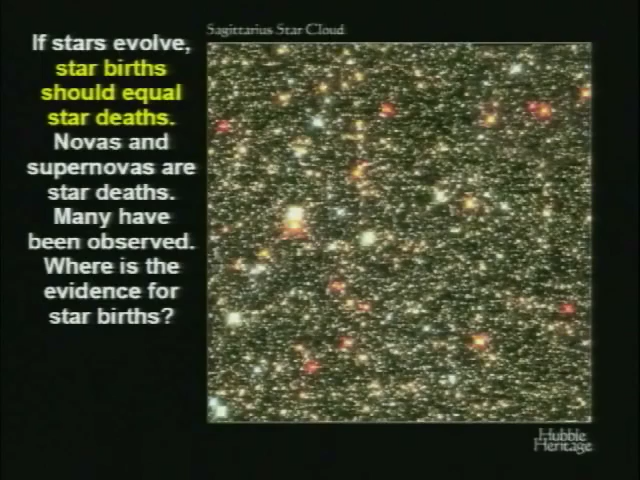 Sagittarius Star Cloud
If stars evolve,
star births
should equal
star deaths.
Novas and
supernovas are
star deaths.
Many have
been observed.
Where is the
evidence for
star births?
Hubble
Heritage